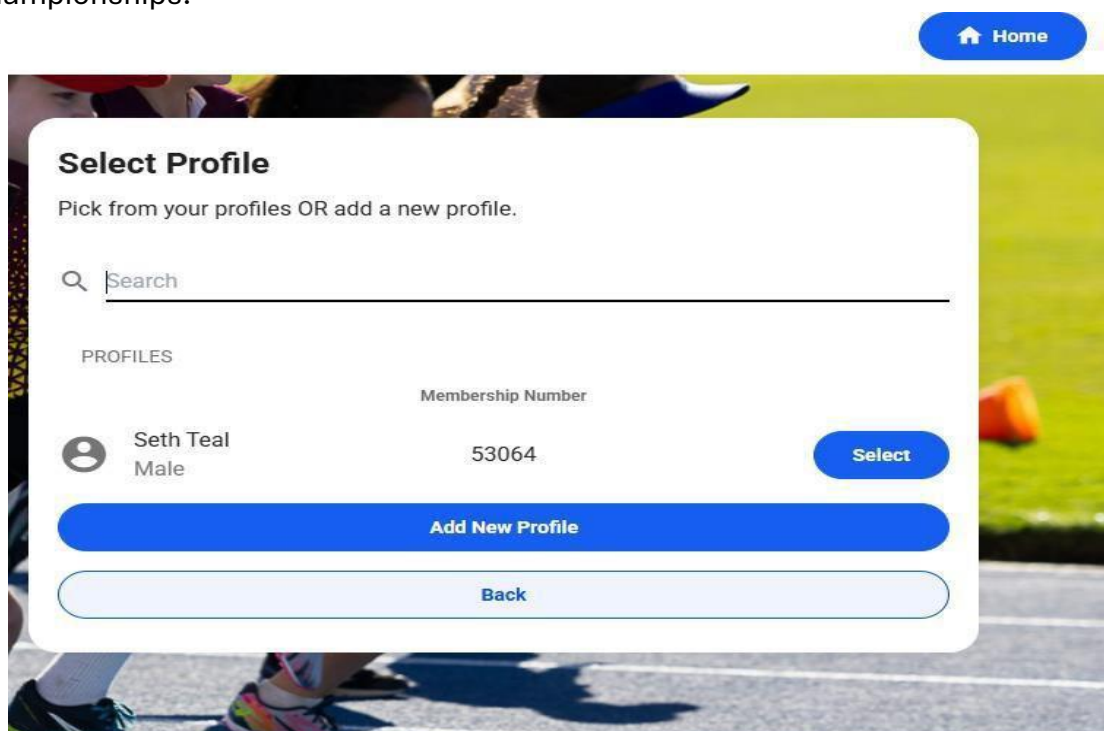 Home
Select Profile
Pick from your profiles OR add a new profile.
Search
PROFILES
Membership Number
Seth Teal
Male
53064
Select
Add New Profile
Back